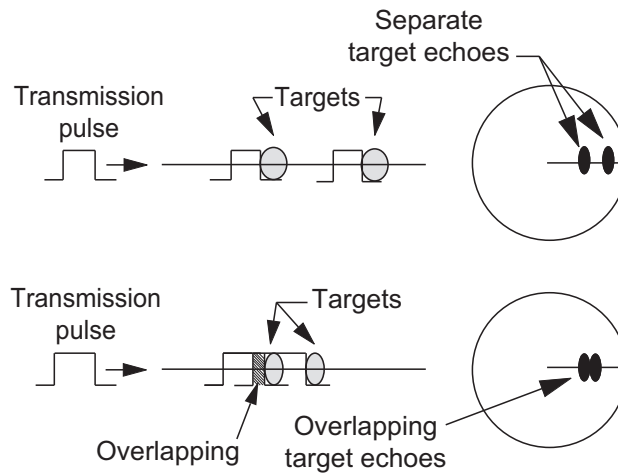 Separate
target echoes
Transmission
pulse
Targets
Transmission
pulse
Targets
Overlapping
Overlapping
target echoes